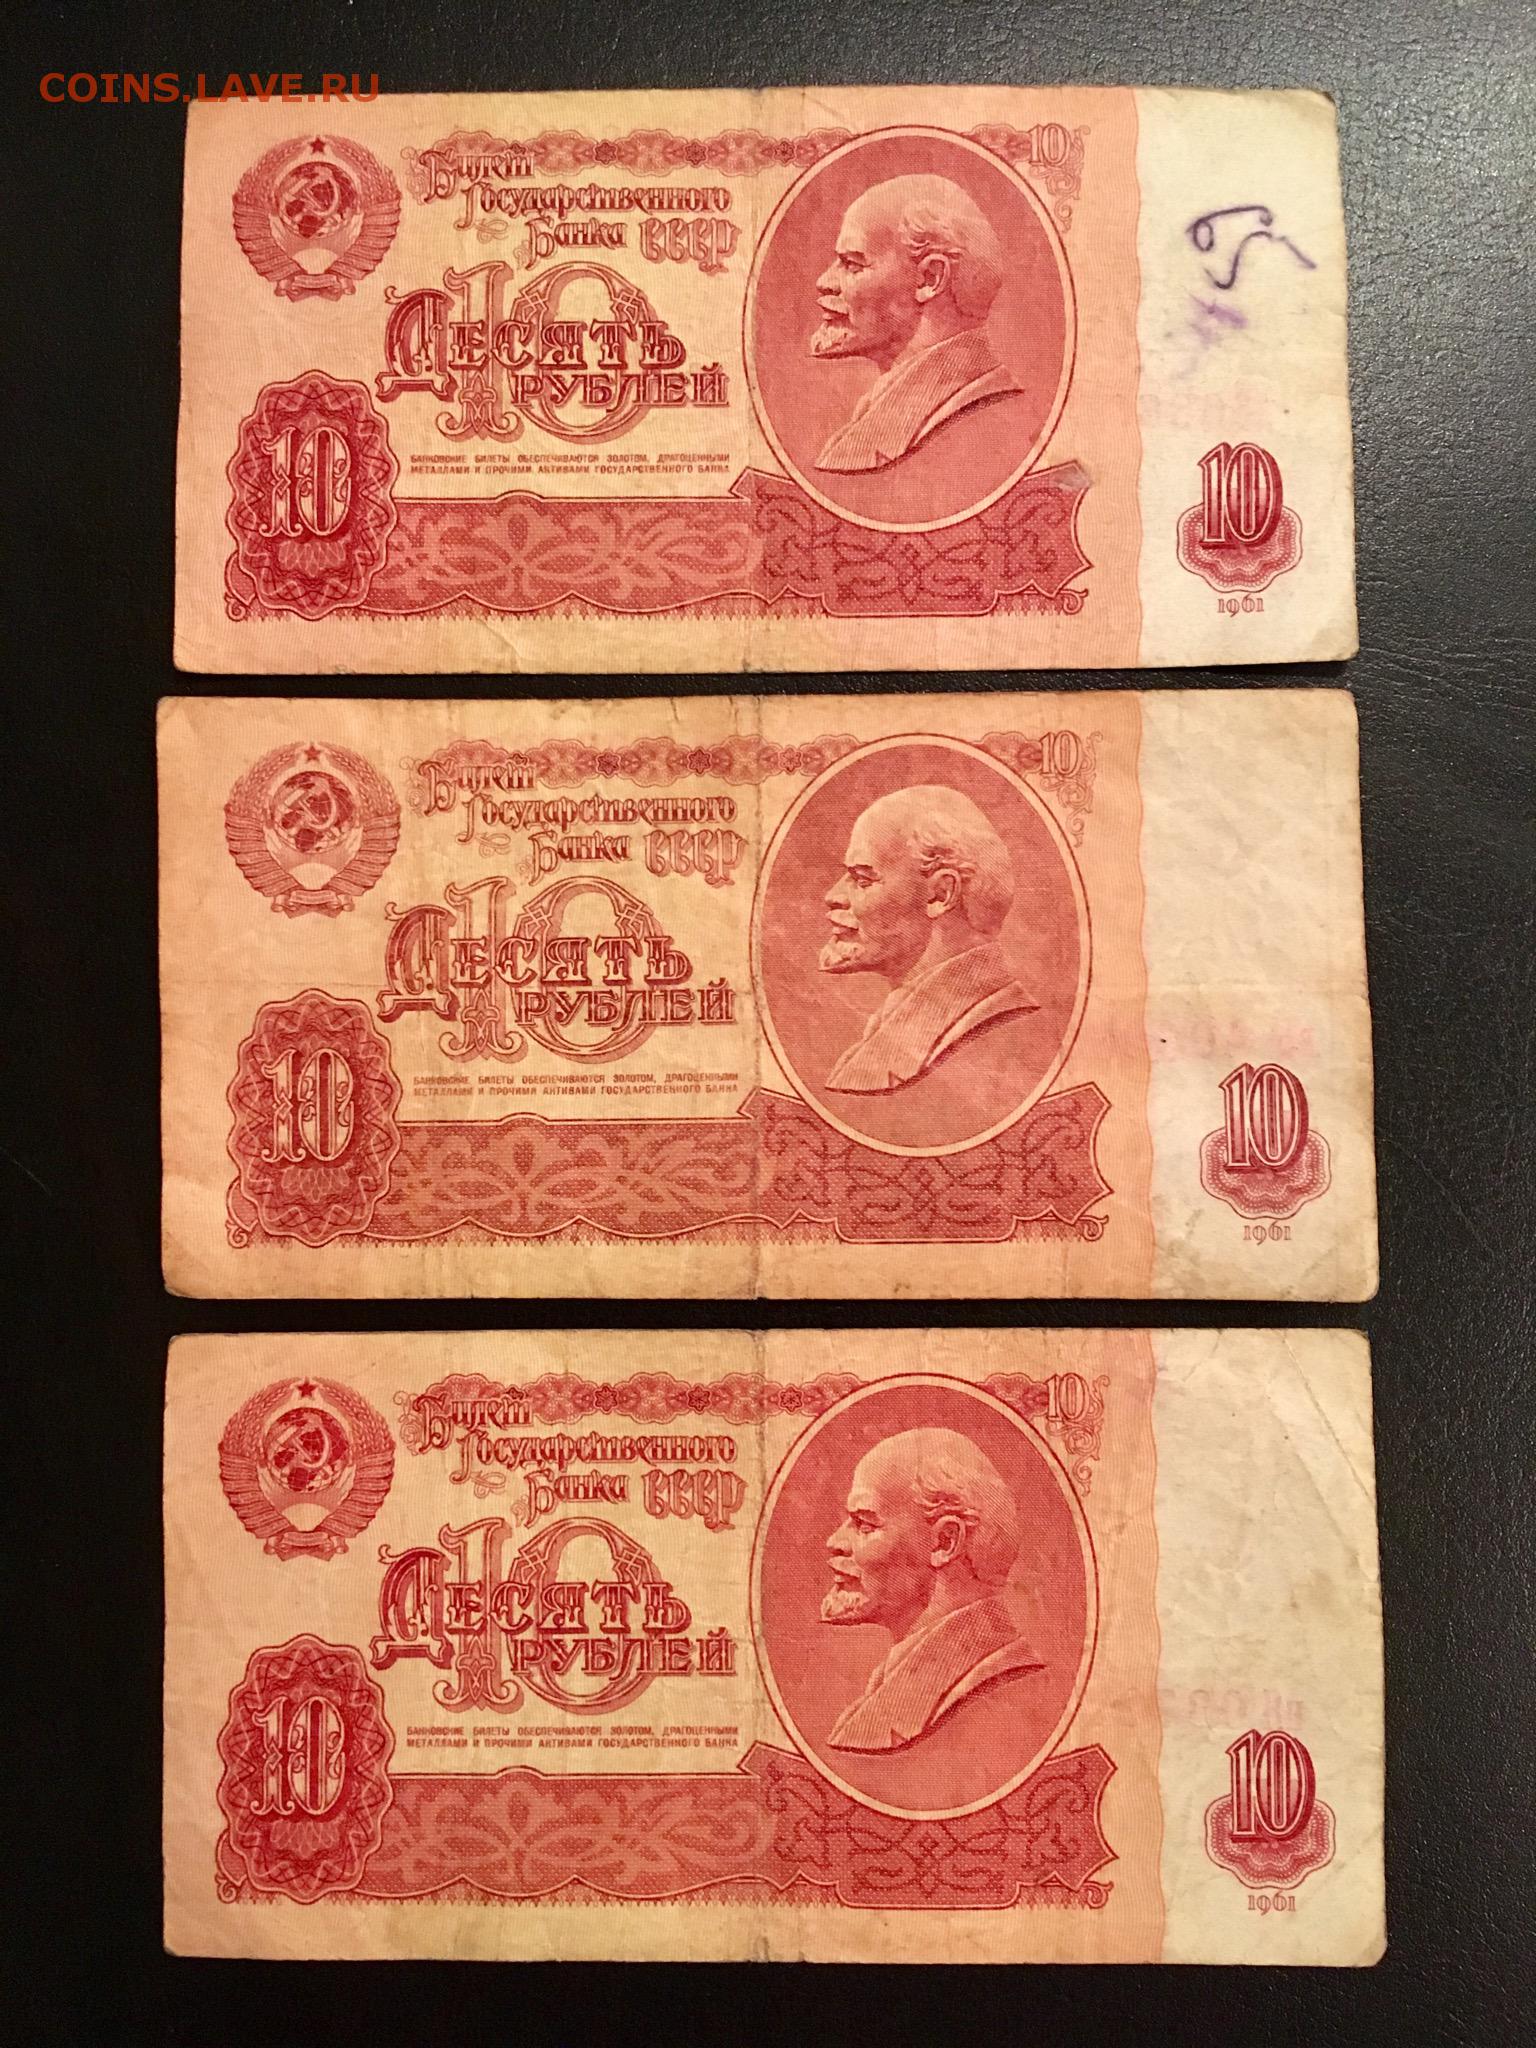 COINS.LAVE.RU
Билет 10
Государственного
Банка СССР
10
Десять
рублей
10
БАНКОВСКИЕ БИЛЕТЫ ОБЕСПЕЧИВАЮТСЯ ЗОЛОТОМ, ДРАГОЦЕННЫМИ
МЕТАЛЛАМИ И ПРОЧИМИ АКТИВАМИ ГОСУДАРСТВЕННОГО БАНКА
10
1961
Билет 10
Государственного
Банка СССР
10
Десять
рублей
10
БАНКОВСКИЕ БИЛЕТЫ ОБЕСПЕЧИВАЮТСЯ ЗОЛОТОМ, ДРАГОЦЕННЫМИ
МЕТАЛЛАМИ И ПРОЧИМИ АКТИВАМИ ГОСУДАРСТВЕННОГО БАНКА
10
1961
Билет 10
Государственного
Банка СССР
10
Десять
рублей
10
БАНКОВСКИЕ БИЛЕТЫ ОБЕСПЕЧИВАЮТСЯ ЗОЛОТОМ, ДРАГОЦЕННЫМИ
МЕТАЛЛАМИ И ПРОЧИМИ АКТИВАМИ ГОСУДАРСТВЕННОГО БАНКА
10
1961